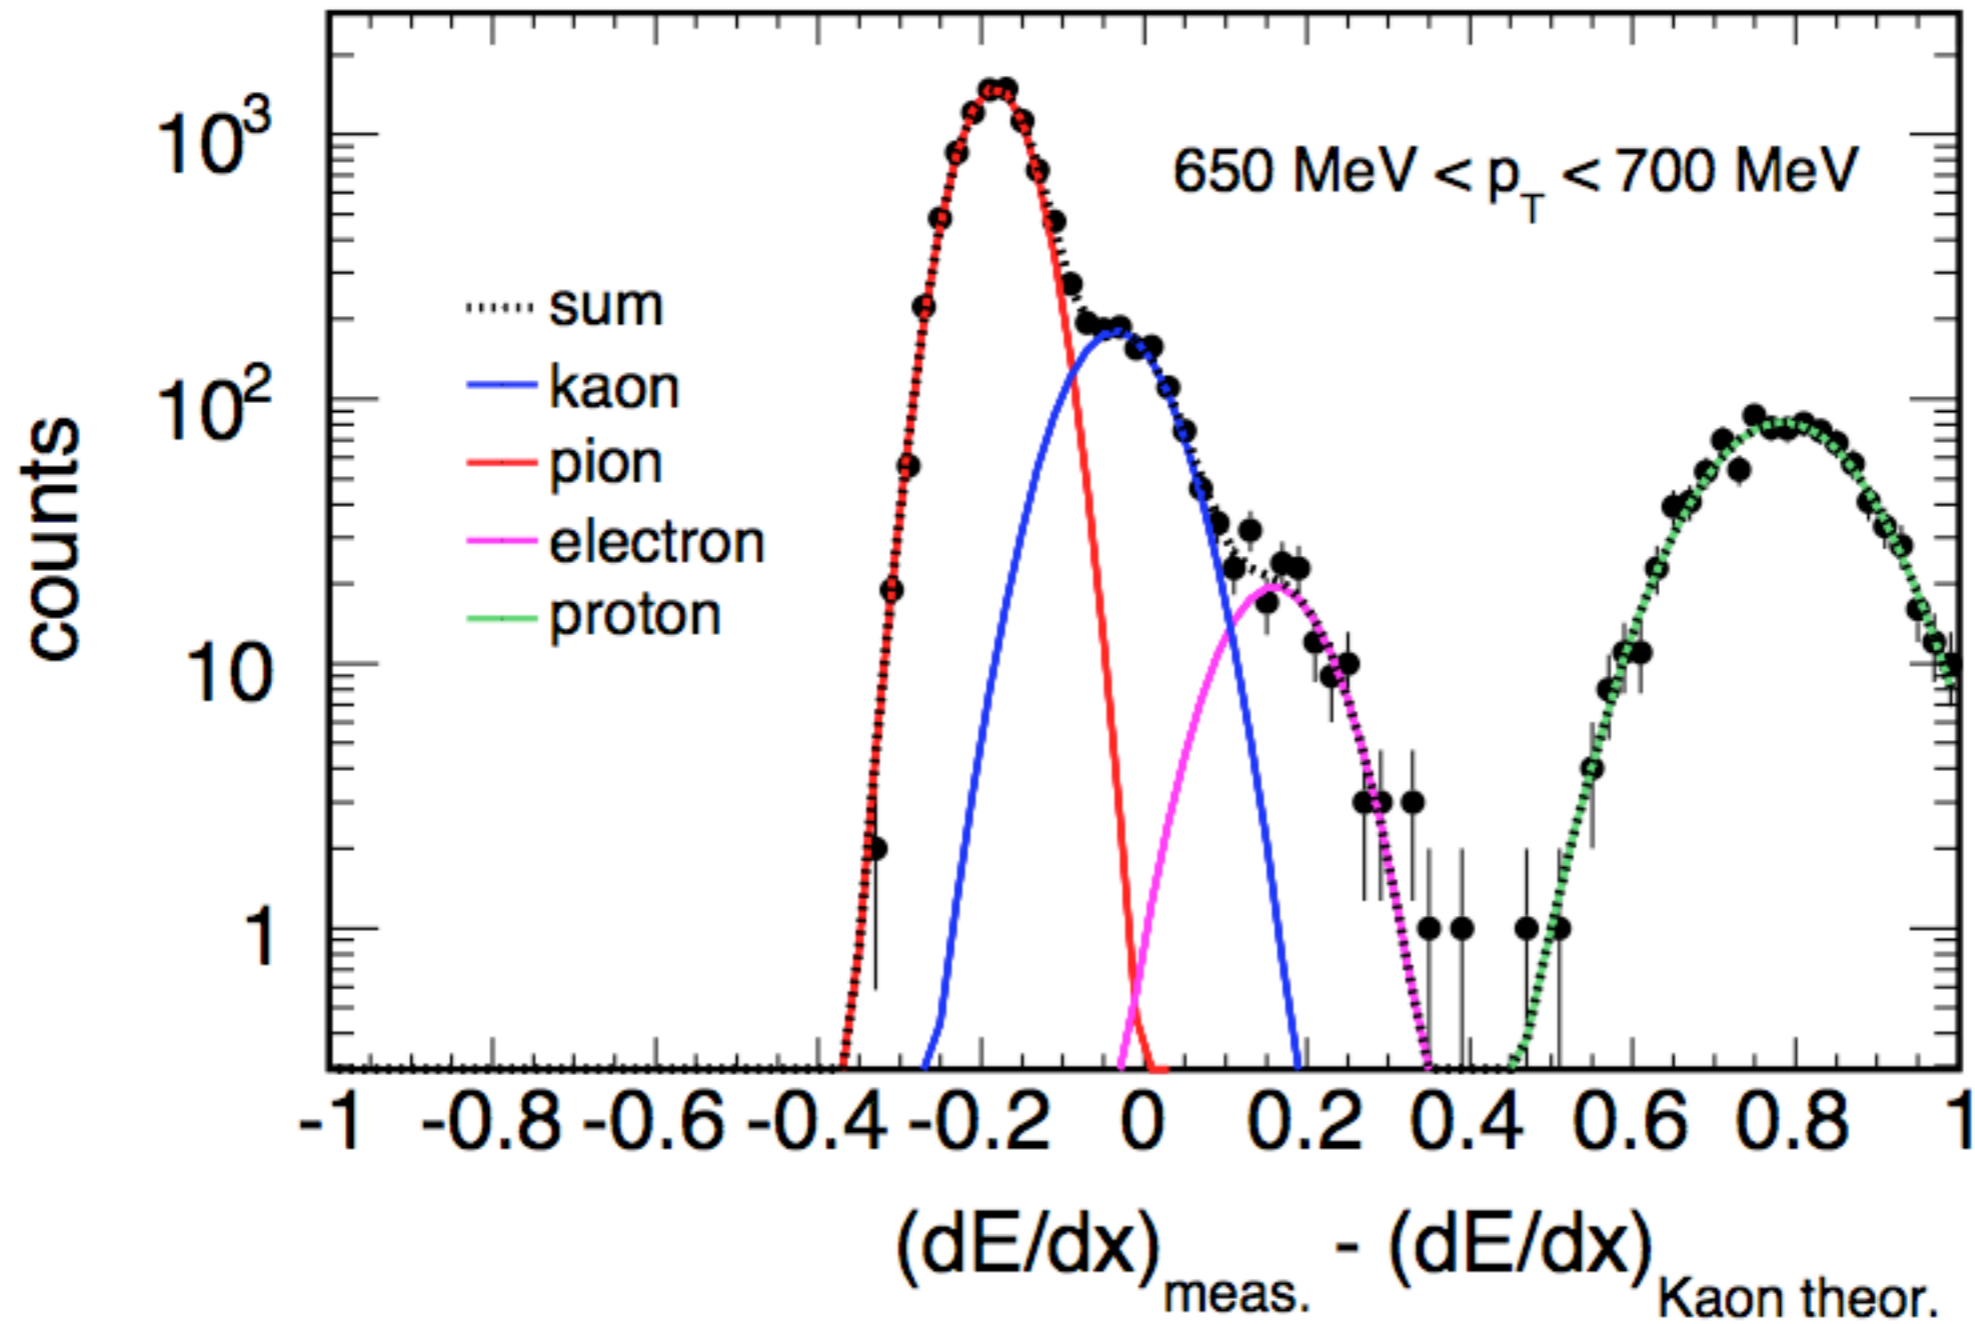 10³
10²
10
1
counts
650 MeV < p_T < 700 MeV
sum
kaon
pion
electron
proton
-1 -0.8 -0.6 -0.4 -0.2 0 0.2 0.4 0.6 0.8 1
(dE/dx)meas. - (dE/dx)Kaon theor.